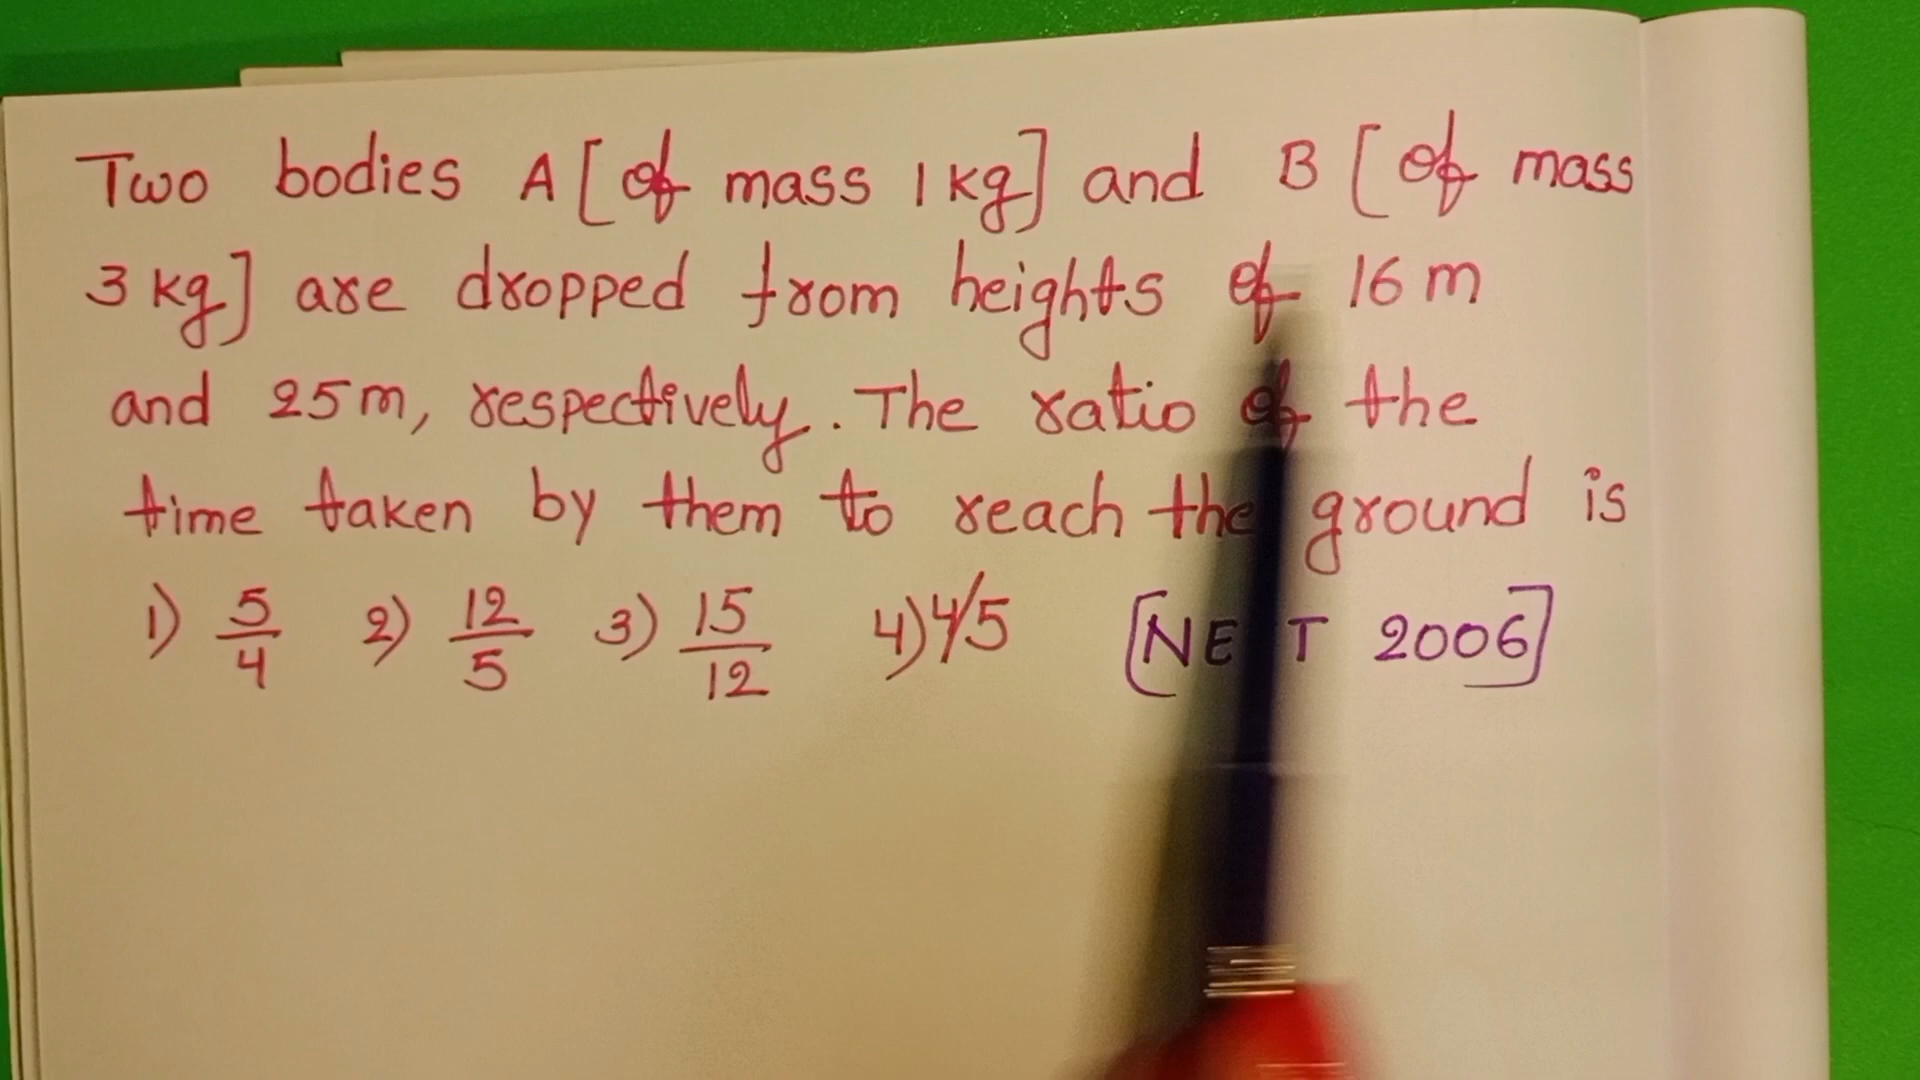 Two bodies A [of mass 1 kg] and B [of mass
3 kg] are dropped from heights of 16 m
and 25 m, respectively. The ratio of the
time taken by them to reach the ground is
1) 5/4 2) 12/5 3) 15/12 4) 4/5 [NEET 2006]